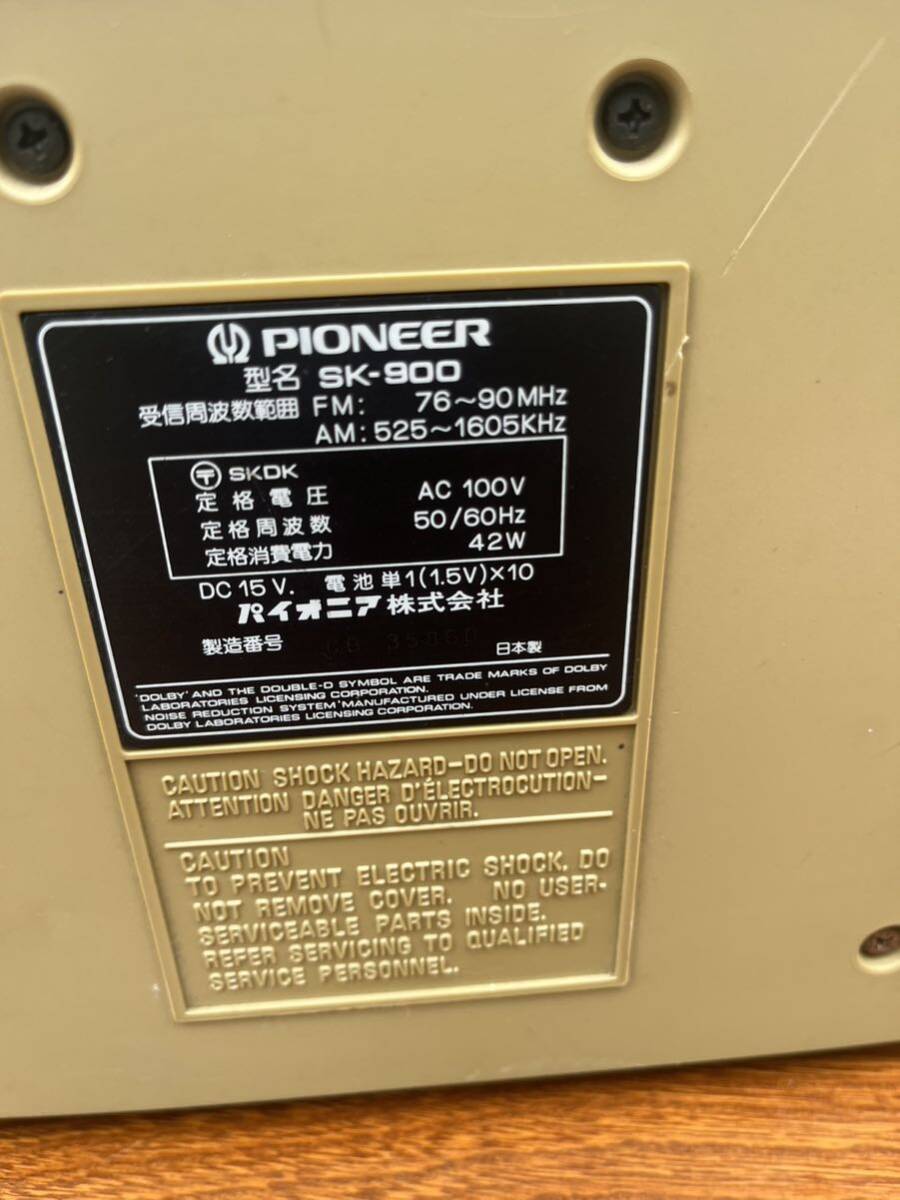 PIONEER
型名 SK-900
受信周波数範囲 FM: 76～90MHz
AM: 525～1605KHz
〒 SKDK
定格電圧 AC 100V
定格周波数 50/60Hz
定格消費電力 42W
DC 15V. 電池単1(1.5V)×10
パイオニア株式会社
製造番号 日本製
'DOLBY' AND THE DOUBLE-D SYMBOL ARE TRADE MARKS OF DOLBY
LABORATORIES LICENSING CORPORATION.
NOISE REDUCTION SYSTEM 'MANUFACTURED UNDER LICENSE FROM
DOLBY LABORATORIES LICENSING CORPORATION.
CAUTION SHOCK HAZARD-DO NOT OPEN.
ATTENTION DANGER D'ÉLECTROCUTION-
NE PAS OUVRIR.
CAUTION
TO PREVENT ELECTRIC SHOCK, DO
NOT REMOVE COVER. NO USER-
SERVICEABLE PARTS INSIDE.
REFER SERVICING TO QUALIFIED
SERVICE PERSONNEL.